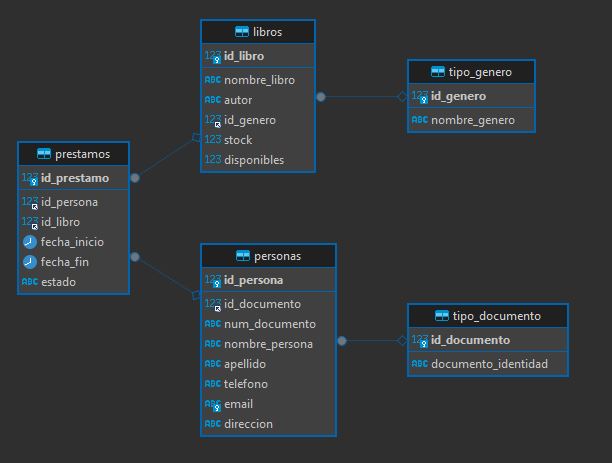 libros
123 id_libro
ABC nombre_libro
ABC autor
123 id_genero
123 stock
123 disponibles
tipo_genero
123 id_genero
ABC nombre_genero
prestamos
123 id_prestamo
123 id_persona
123 id_libro
fecha_inicio
fecha_fin
ABC estado
personas
123 id_persona
123 id_documento
ABC num_documento
ABC nombre_persona
ABC apellido
ABC telefono
ABC email
ABC direccion
tipo_documento
123 id_documento
ABC documento_identidad